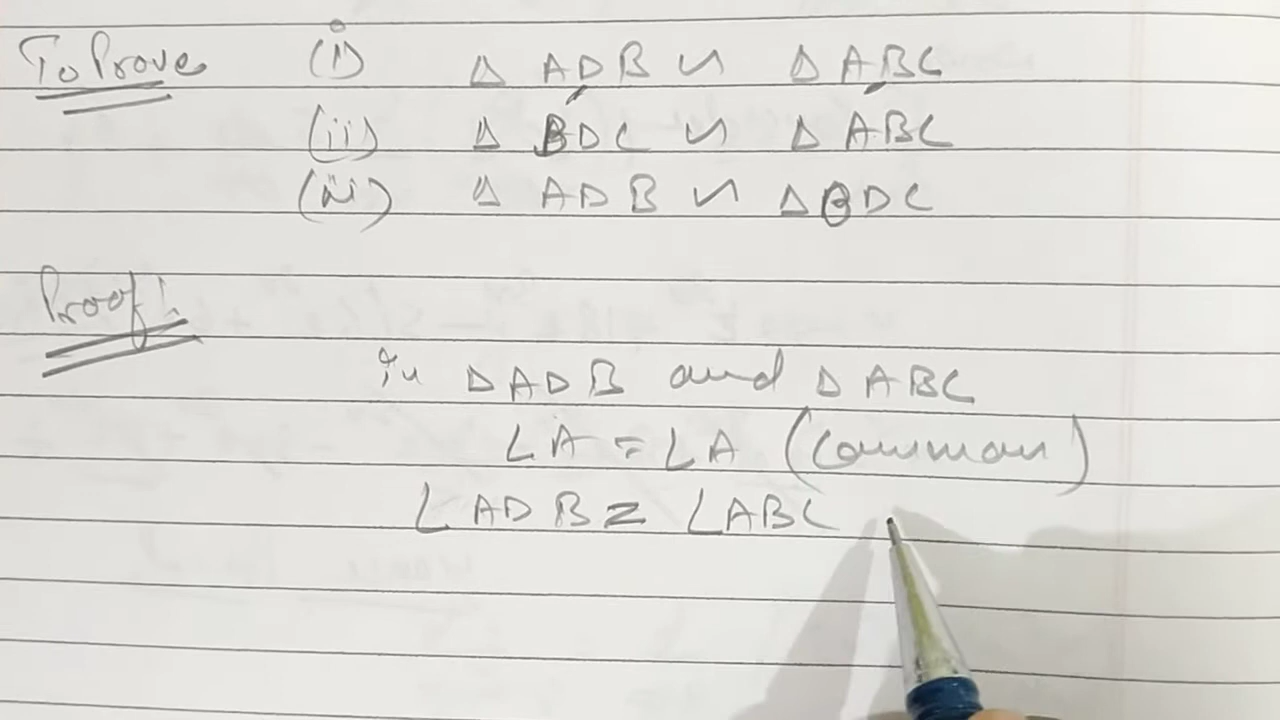 To Prove (i) Δ ADB ∽ Δ ABC
(ii) Δ BDC ∽ Δ ABC
(iii) Δ ADB ∽ Δ BDC
Proof:
in Δ ADB and Δ ABC
∠A = ∠A (Common)
∠ADB = ∠ABC